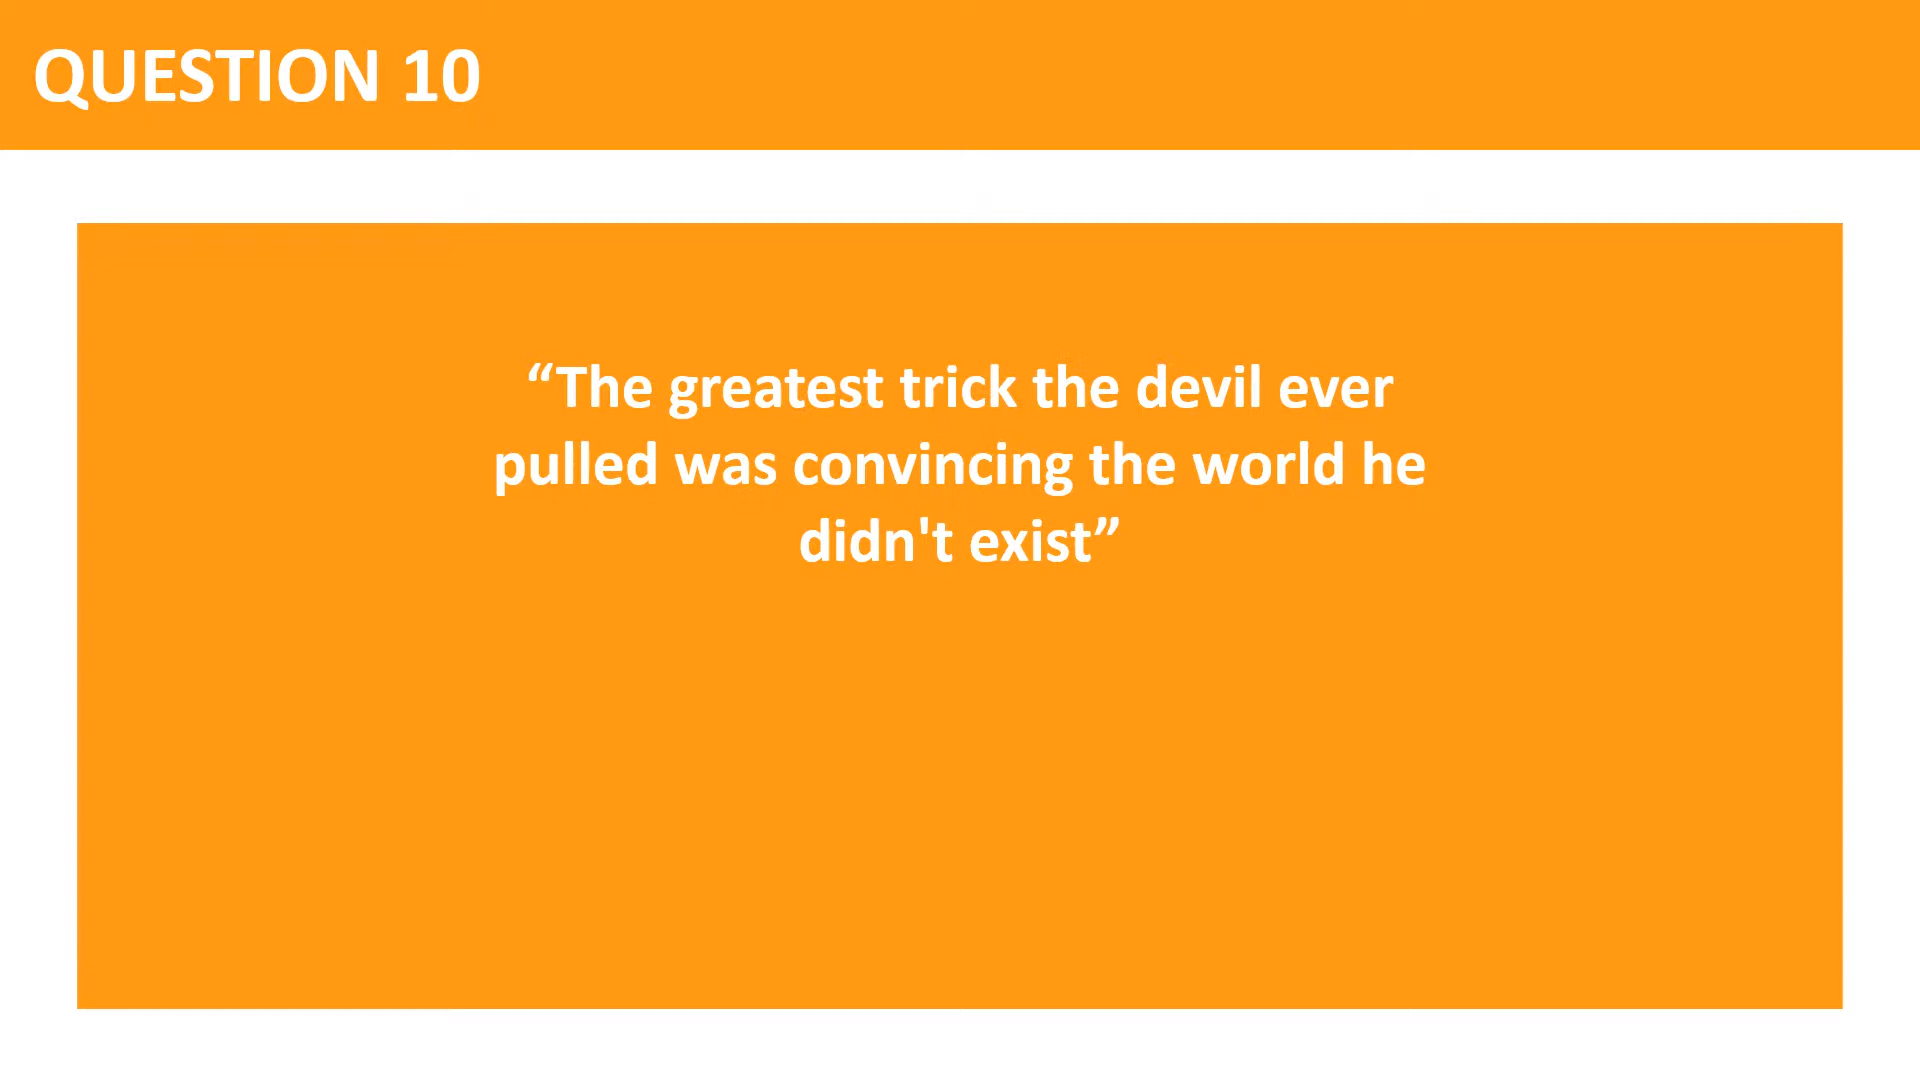 QUESTION 10
“The greatest trick the devil ever
pulled was convincing the world he
didn't exist”